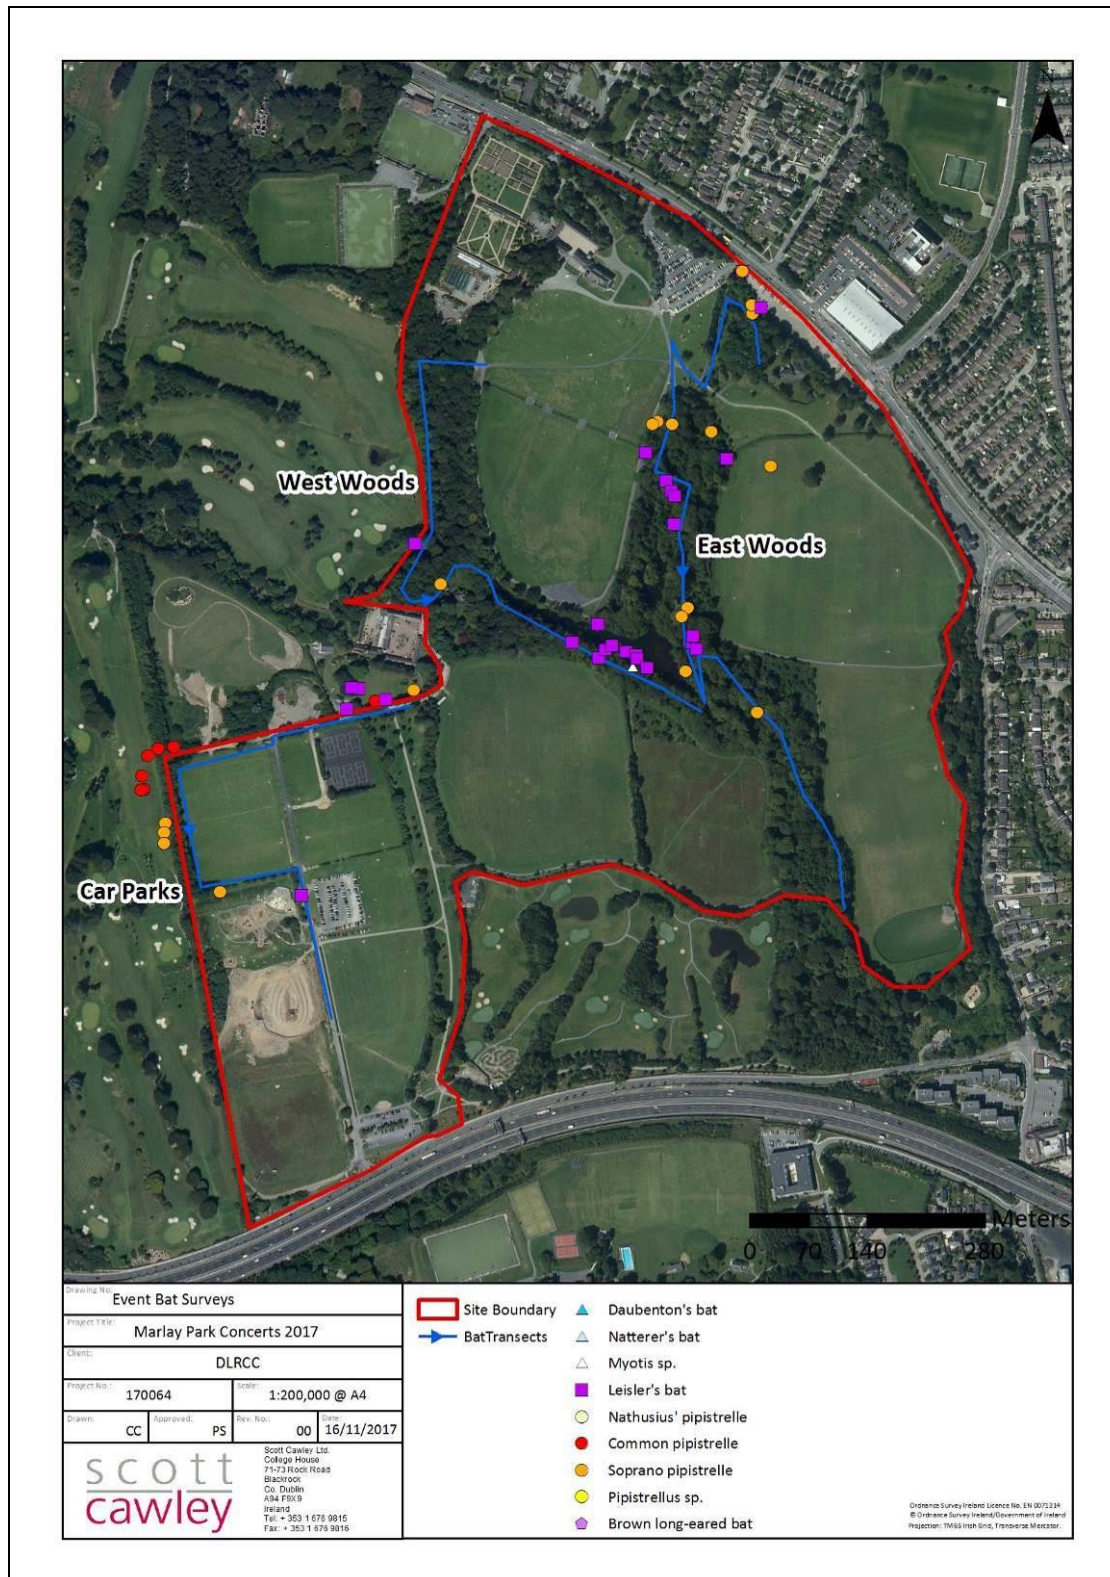 N
West Woods
East Woods
Car Parks
Meters
0 70 140 280
Drawing No.:
Event Bat Surveys
Project Title:
Marlay Park Concerts 2017
Client:
DLRCC
Project No.:
170064
Scale:
1:200,000 @ A4
Drawn:
CC
Approved:
PS
Rev. No.:
00
Date:
16/11/2017
scott
cawley
Scott Cawley Ltd.
College House
71-73 Rock Road
Blackrock
Co. Dublin
A94 F9X9
Ireland
Tel: + 353 1 676 9815
Fax: + 353 1 676 9816
Site Boundary
BatTransects
Daubenton's bat
Natterer's bat
Myotis sp.
Leisler's bat
Nathusius' pipistrelle
Common pipistrelle
Soprano pipistrelle
Pipistrellus sp.
Brown long-eared bat
Ordnance Survey Ireland Licence No. EN 0071314
© Ordnance Survey Ireland/Government of Ireland
Projection: TM65 Irish Grid, Transverse Mercator.